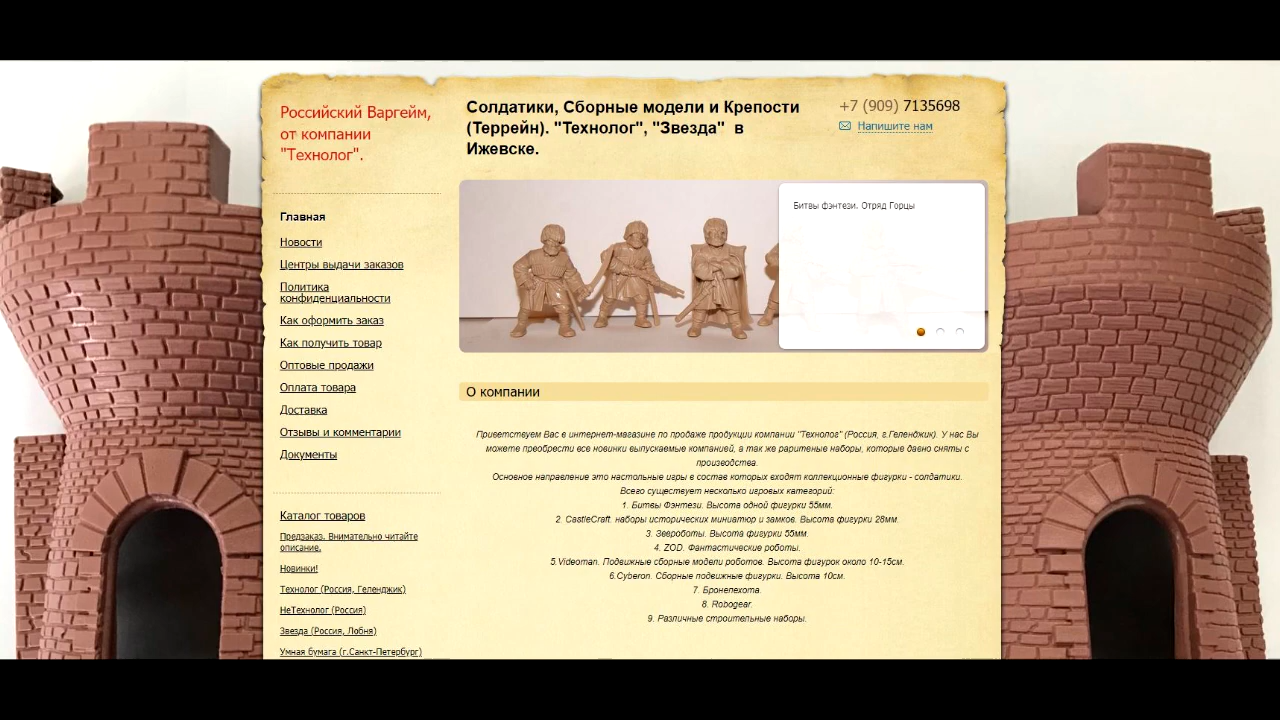 Российский Варгейм,
от компании
"Технолог".
Солдатики, Сборные модели и Крепости
(Террейн). "Технолог", "Звезда" в
Ижевске.
+7 (909) 7135698
Напишите нам
Главная
Новости
Центры выдачи заказов
Политика
конфиденциальности
Как оформить заказ
Как получить товар
Оптовые продажи
Оплата товара
Доставка
Отзывы и комментарии
Документы
Каталог товаров
Предзаказ. Внимательно читайте
описание.
Новинки!
Технолог (Россия, Геленджик)
НеТехнолог (Россия)
Звезда (Россия, Лобня)
Умная бумага (г.Санкт-Петербург)
Битвы фэнтези. Отряд Горцы
О компании
Приветствуем Вас в интернет-магазине по продаже продукции компании "Технолог" (Россия, г.Геленджик). У нас Вы
можете преобрести все новинки выпускаемые компанией, а так же раритеные наборы, которые давно сняты с
производства.
Основное направление это настольные игры в состав которых входят коллекционные фигурки - солдатики.
Всего существует несколько игровых категорий:
1. Битвы Фэнтези. Высота одной фигурки 55мм.
2. CastleCraft. наборы исторических миниатюр и замков. Высота фигурки 28мм.
3. Звероботы. Высота фигурки 55мм.
4. ZOD. Фантастические роботы.
5.Videoman. Подвижные сборные модели роботов. Высота фигурок около 10-15см.
6.Cyberon. Сборные подвижные фигурки. Высота 10см.
7. Бронепехота.
8. Robogear.
9. Различные строительные наборы.